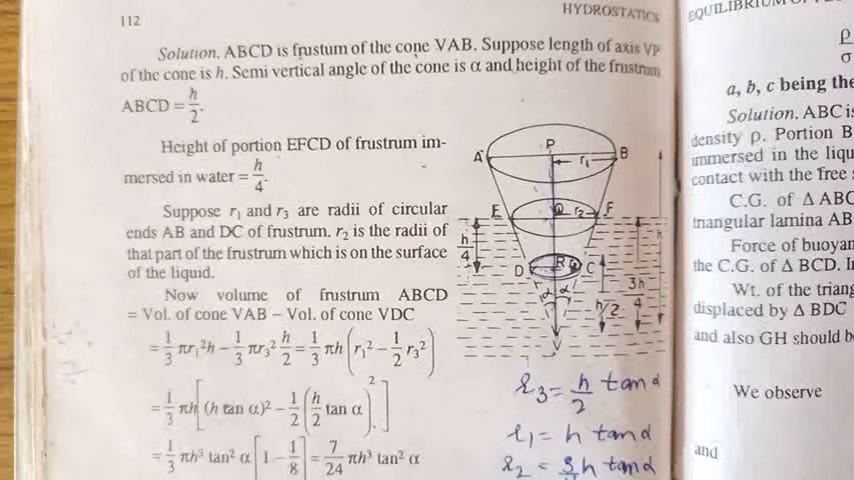 112
HYDROSTATICS
Solution. ABCD is frustum of the cone VAB. Suppose length of axis VP
of the cone is h. Semi vertical angle of the cone is α and height of the frustrum
ABCD = h/2.
Height of portion EFCD of frustrum im-
mersed in water = h/4.
Suppose r₁ and r₃ are radii of circular
ends AB and DC of frustrum. r₂ is the radii of
that part of the frustrum which is on the surface
of the liquid.
Now volume of frustrum ABCD
= Vol. of cone VAB – Vol. of cone VDC
= 1/3 πr₁²h – 1/3 πr₃² h/2 = 1/3 πh (r₁² – 1/2 r₃²)
= 1/3 πh [(h tan α)² – 1/2 (h/2 tan α)²]
= 1/3 πh³ tan² α [1 – 1/8] = 7/24 πh³ tan² α
P
A
B
r₁
E
r₂
F
h/4
D
R
C
h
3h/4
h/2
α
α
V
r₃ = h/2 tan α
r₁ = h tan α
r₂ = h tan α
EQUILIBRIUM OF
ρ
σ
a, b, c being the
Solution. ABC is
density ρ. Portion B
immersed in the liqu
contact with the free
C.G. of Δ ABC
triangular lamina AB
Force of buoyan
the C.G. of Δ BCD. In
Wt. of the triang
displaced by Δ BDC
and also GH should b
We observe
and